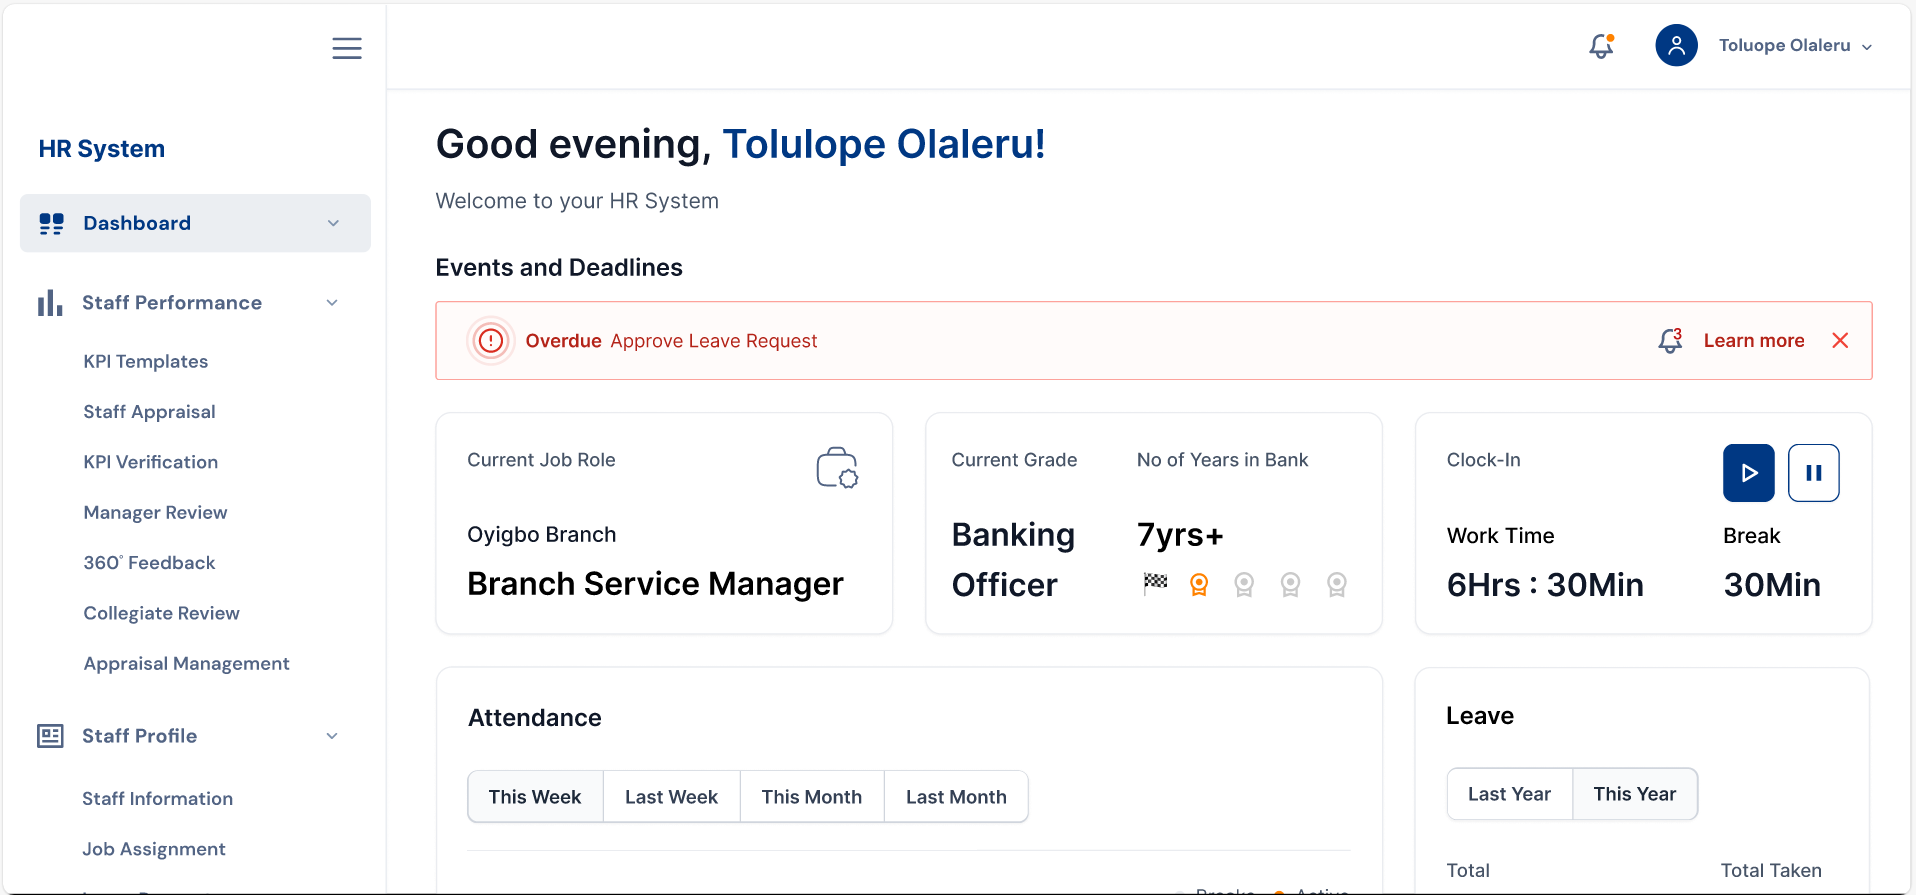 Toluope Olaleru
HR System
Dashboard
Staff Performance
KPI Templates
Staff Appraisal
KPI Verification
Manager Review
360° Feedback
Collegiate Review
Appraisal Management
Staff Profile
Staff Information
Job Assignment
Good evening, Tolulope Olaleru!
Welcome to your HR System
Events and Deadlines
Overdue Approve Leave Request
3
Learn more
Current Job Role
Oyigbo Branch
Branch Service Manager
Current Grade
Banking
Officer
No of Years in Bank
7yrs+
Clock-In
Work Time
6Hrs : 30Min
Break
30Min
Attendance
This Week
Last Week
This Month
Last Month
Breaks
Active
Leave
Last Year
This Year
Total
Total Taken